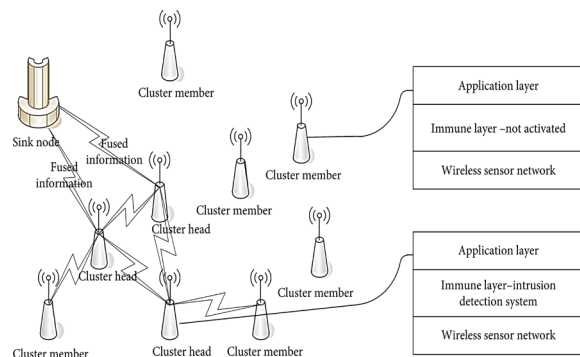 Cluster member
Application layer
Immune layer –not activated
Wireless sensor network
Sink node
Fused
information
Cluster member
Fused
information
Cluster member
Cluster head
Application layer
Cluster head
Immune layer–intrusion
detection system
Cluster member
Wireless sensor network
Cluster member
Cluster head
Cluster member